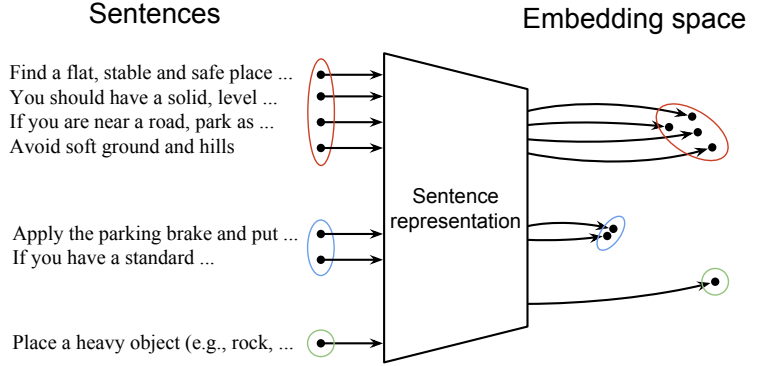 Sentences
Embedding space
Find a flat, stable and safe place ...
You should have a solid, level ...
If you are near a road, park as ...
Avoid soft ground and hills
Sentence
representation
Apply the parking brake and put ...
If you have a standard ...
Place a heavy object (e.g., rock, ...